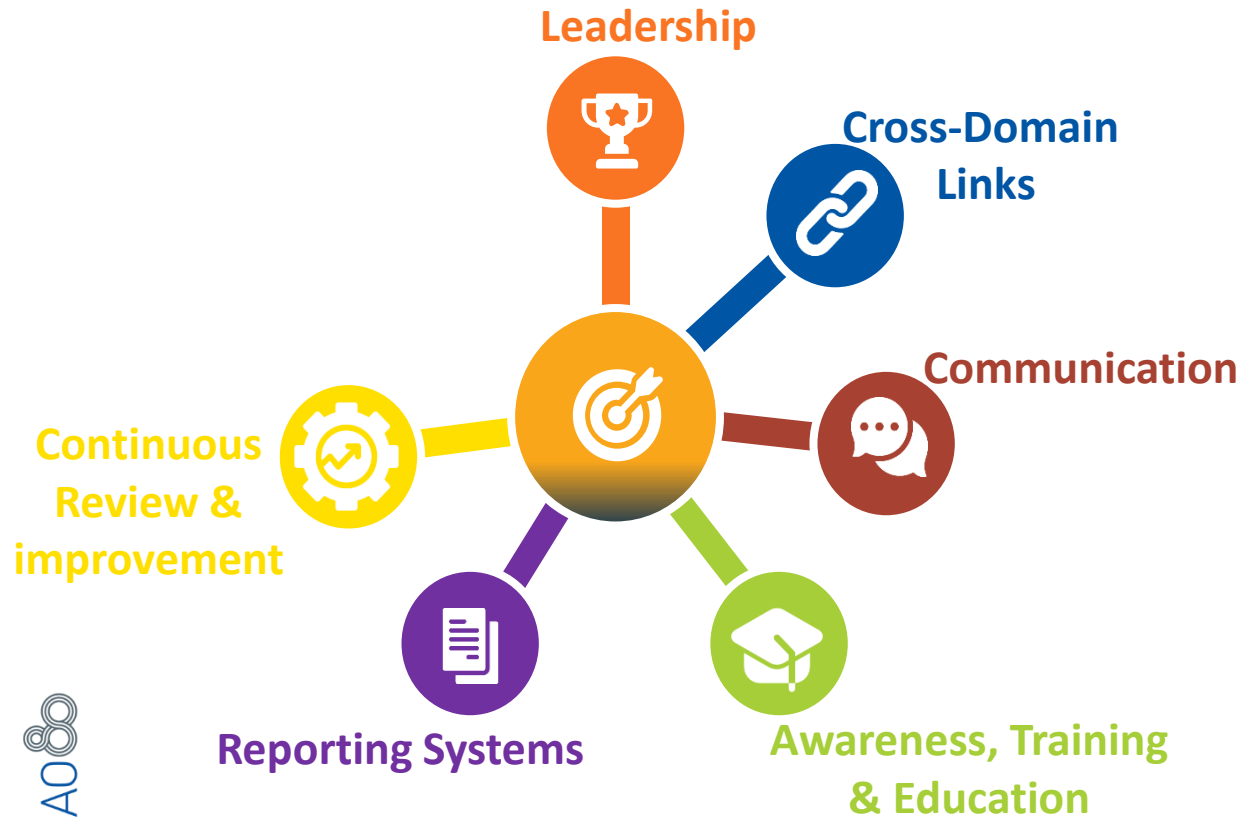 Leadership
Cross-Domain
Links
Communication
Continuous
Review &
improvement
Reporting Systems
Awareness, Training
& Education
AO